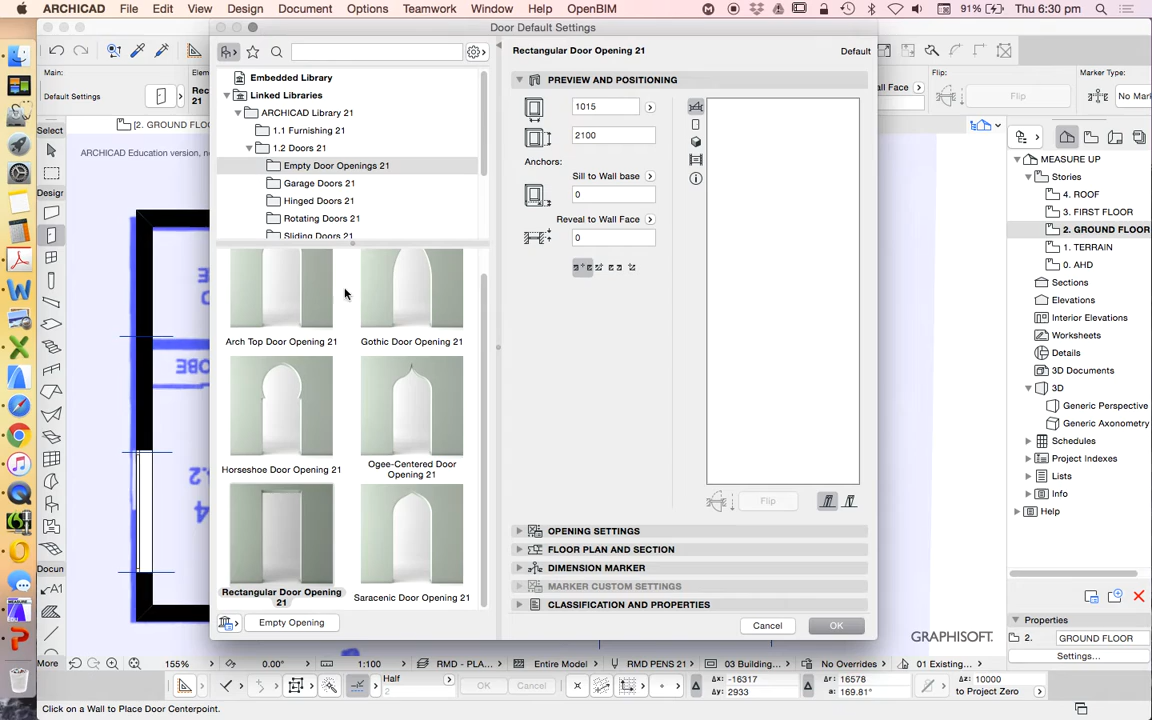 ARCHICAD File Edit View Design Document Options Teamwork Window Help OpenBIM 91% Thu 6:30 pm
Door Default Settings
Main:
Default Settings
Rectangular Door Opening 21
Default
Flip:
Marker Type:
Flip
No Mar
Select
Design
Docun
More
ARCHICAD Education version, n
[2. GROUND FLOO
Embedded Library
Linked Libraries
ARCHICAD Library 21
1.1 Furnishing 21
1.2 Doors 21
Empty Door Openings 21
Garage Doors 21
Hinged Doors 21
Rotating Doors 21
Sliding Doors 21
Arch Top Door Opening 21
Gothic Door Opening 21
Horseshoe Door Opening 21
Ogee-Centered Door
Opening 21
Rectangular Door Opening
21
Saracenic Door Opening 21
Empty Opening
PREVIEW AND POSITIONING
1015
2100
Anchors:
Sill to Wall base
0
Reveal to Wall Face
0
Flip
OPENING SETTINGS
FLOOR PLAN AND SECTION
DIMENSION MARKER
MARKER CUSTOM SETTINGS
CLASSIFICATION AND PROPERTIES
Cancel
OK
GRAPHISOFT.
MEASURE UP
Stories
4. ROOF
3. FIRST FLOOR
2. GROUND FLOOR
1. TERRAIN
0. AHD
Sections
Elevations
Interior Elevations
Worksheets
Details
3D Documents
3D
Generic Perspective
Generic Axonometry
Schedules
Project Indexes
Lists
Info
Help
Properties
2.
GROUND FLOOR
Settings...
155% 0.00° 1:100 RMD - PLA... Entire Model RMD PENS 21 03 Building... No Overrides 01 Existing...
Half
2
OK
Cancel
Δx: -16317
Δy: 2933
Δr: 16578
a: 169.81°
Δz: 10000
to Project Zero
Click on a Wall to Place Door Centerpoint.